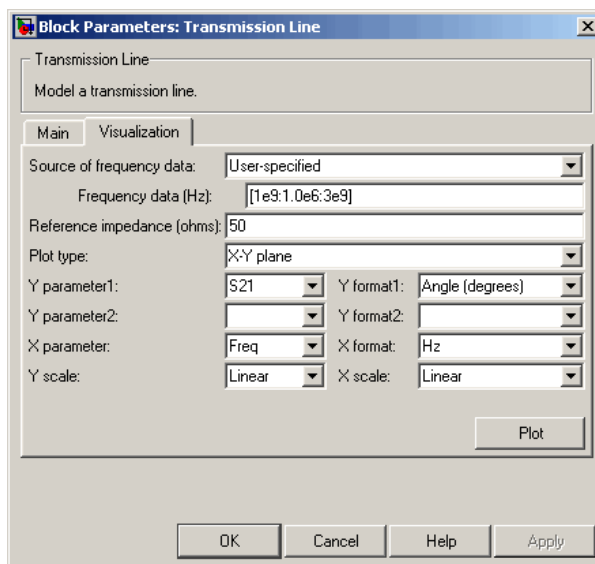 Block Parameters: Transmission Line
Transmission Line
Model a transmission line.
Main Visualization
Source of frequency data: User-specified
Frequency data (Hz): [1e9:1.0e6:3e9]
Reference impedance (ohms): 50
Plot type: X-Y plane
Y parameter1: S21 Y format1: Angle (degrees)
Y parameter2: Y format2:
X parameter: Freq X format: Hz
Y scale: Linear X scale: Linear
Plot
OK Cancel Help Apply